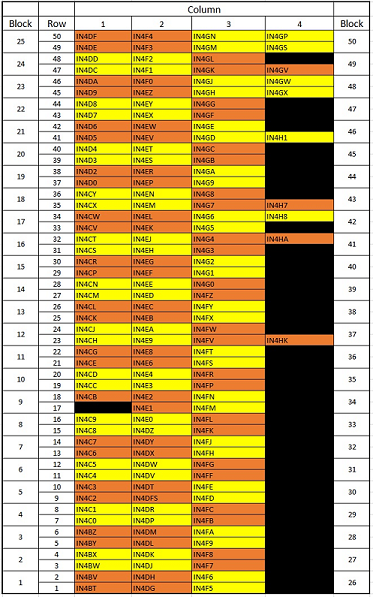 Column
Block Row 1 2 3 4 Block
25 50 IN4DF IN4F4 IN4GN IN4GP 50
49 IN4DE IN4F3 IN4GM IN4GS
24 48 IN4DD IN4F2 IN4GL 49
47 IN4DC IN4F1 IN4GK IN4GV
23 46 IN4DA IN4F0 IN4GJ IN4GW 48
45 IN4D9 IN4EZ IN4GH IN4GX
22 44 IN4D8 IN4EY IN4GG 47
43 IN4D7 IN4EX IN4GF
21 42 IN4D6 IN4EW IN4GE 46
41 IN4D5 IN4EV IN4GD IN4H1
20 40 IN4D4 IN4ET IN4GC 45
39 IN4D3 IN4ES IN4GB
19 38 IN4D2 IN4ER IN4GA 44
37 IN4D0 IN4EP IN4G9
18 36 IN4CY IN4EN IN4G8 43
35 IN4CX IN4EM IN4G7 IN4H7
17 34 IN4CW IN4EL IN4G6 IN4H8 42
33 IN4CV IN4EK IN4G5
16 32 IN4CT IN4EJ IN4G4 IN4HA 41
31 IN4CS IN4EH IN4G3
15 30 IN4CR IN4EG IN4G2 40
29 IN4CP IN4EF IN4G1
14 28 IN4CN IN4EE IN4G0 39
27 IN4CM IN4ED IN4FZ
13 26 IN4CL IN4EC IN4FY 38
25 IN4CK IN4EB IN4FX
12 24 IN4CJ IN4EA IN4FW 37
23 IN4CH IN4E9 IN4FV IN4HK
11 22 IN4CG IN4E8 IN4FT 36
21 IN4CE IN4E6 IN4FS
10 20 IN4CD IN4E4 IN4FR 35
19 IN4CC IN4E3 IN4FP
9 18 IN4CB IN4E2 IN4FN 34
17 IN4E1 IN4FM
8 16 IN4C9 IN4E0 IN4FL 33
15 IN4C8 IN4DZ IN4FK
7 14 IN4C7 IN4DY IN4FJ 32
13 IN4C6 IN4DX IN4FH
6 12 IN4C5 IN4DW IN4FG 31
11 IN4C4 IN4DV IN4FF
5 10 IN4C3 IN4DT IN4FE 30
9 IN4C2 IN4DFS IN4FD
4 8 IN4C1 IN4DR IN4FC 29
7 IN4C0 IN4DP IN4FB
3 6 IN4BZ IN4DM IN4FA 28
5 IN4BY IN4DL IN4F9
2 4 IN4BX IN4DK IN4F8 27
3 IN4BW IN4DJ IN4F7
1 2 IN4BV IN4DH IN4F6 26
1 IN4BT IN4DG IN4F5